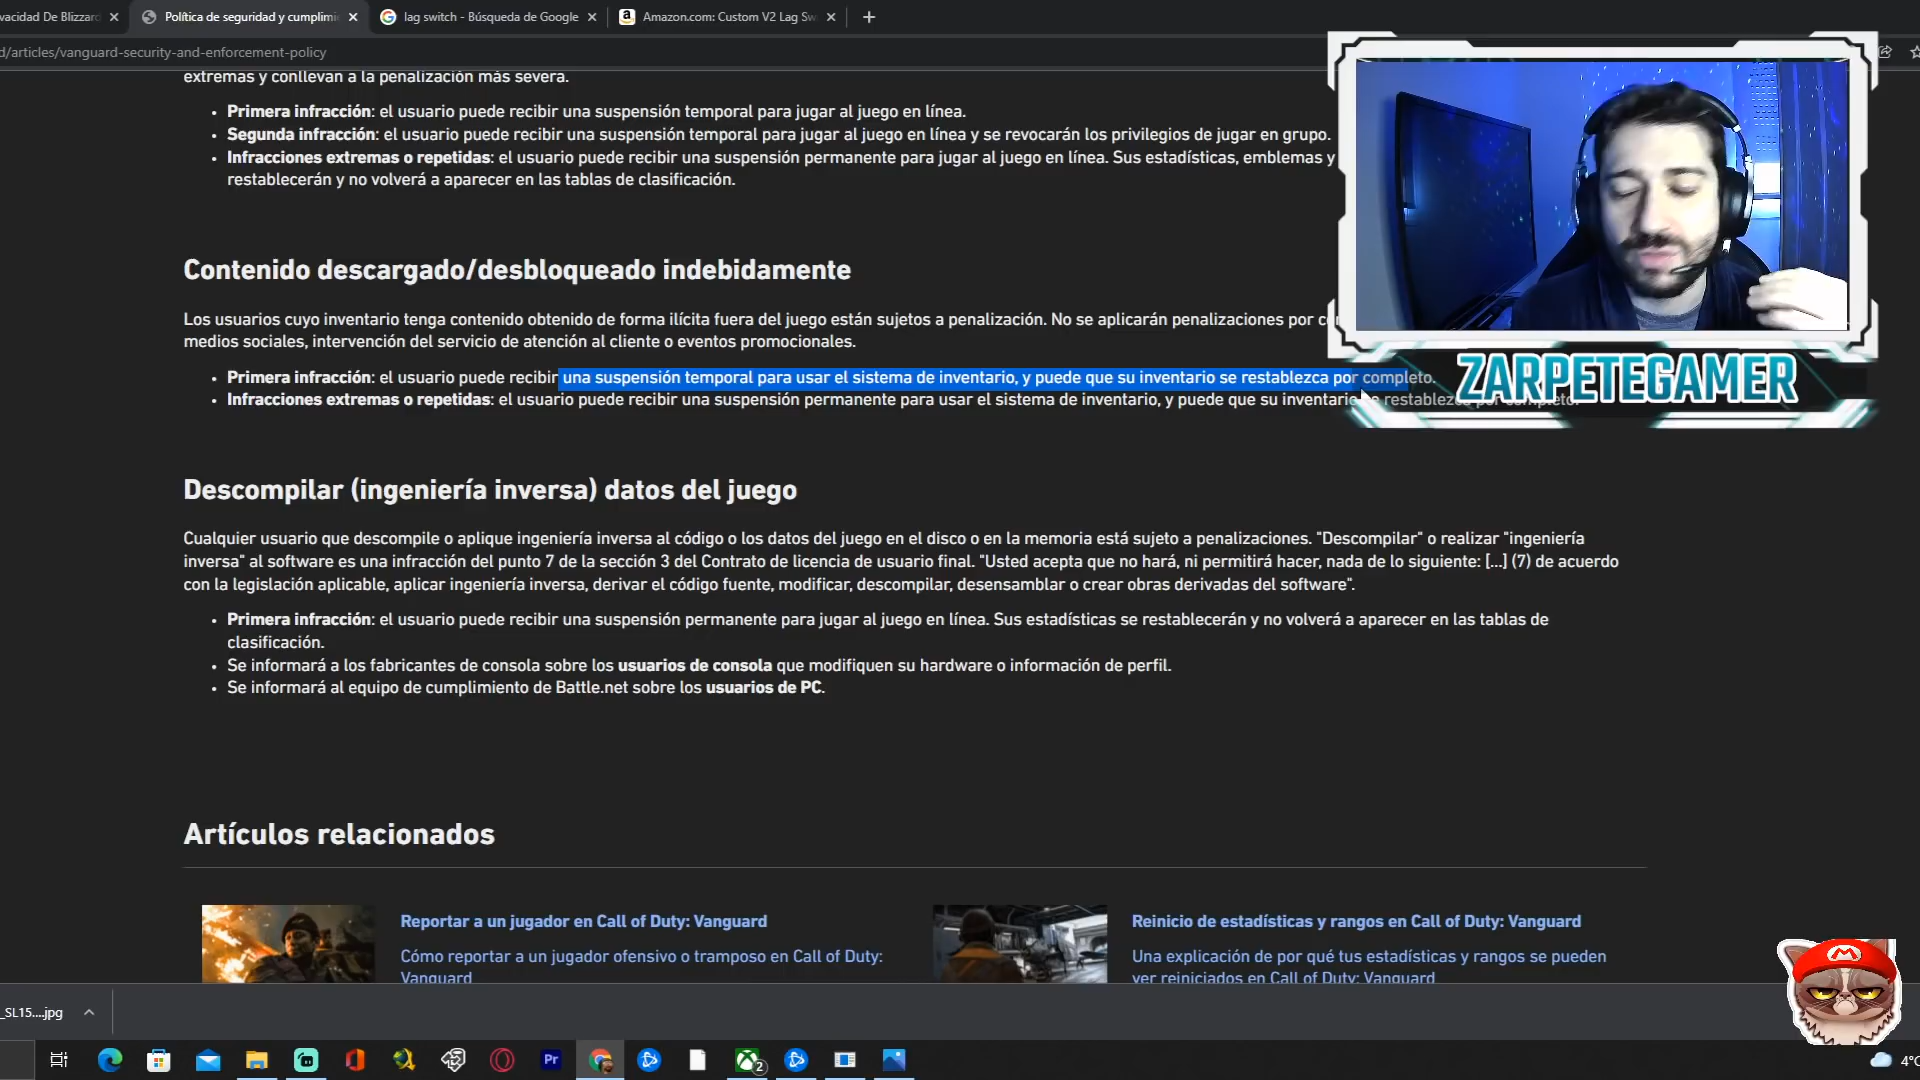 vacidad De Blizzard
Política de seguridad y cumplimi
lag switch - Búsqueda de Google
Amazon.com: Custom V2 Lag Sw
d/articles/vanguard-security-and-enforcement-policy
extremas y conllevan a la penalización más severa.
• Primera infracción: el usuario puede recibir una suspensión temporal para jugar al juego en línea.
• Segunda infracción: el usuario puede recibir una suspensión temporal para jugar al juego en línea y se revocarán los privilegios de jugar en grupo.
• Infracciones extremas o repetidas: el usuario puede recibir una suspensión permanente para jugar al juego en línea. Sus estadísticas, emblemas y
restablecerán y no volverá a aparecer en las tablas de clasificación.
Contenido descargado/desbloqueado indebidamente
Los usuarios cuyo inventario tenga contenido obtenido de forma ilícita fuera del juego están sujetos a penalización. No se aplicarán penalizaciones por
medios sociales, intervención del servicio de atención al cliente o eventos promocionales.
• Primera infracción: el usuario puede recibir una suspensión temporal para usar el sistema de inventario, y puede que su inventario se restablezca por completo.
• Infracciones extremas o repetidas: el usuario puede recibir una suspensión permanente para usar el sistema de inventario, y puede que su inventario se restablezca por completo.
ZARPETEGAMER
Descompilar (ingeniería inversa) datos del juego
Cualquier usuario que descompile o aplique ingeniería inversa al código o los datos del juego en el disco o en la memoria está sujeto a penalizaciones. "Descompilar" o realizar "ingeniería
inversa" al software es una infracción del punto 7 de la sección 3 del Contrato de licencia de usuario final. "Usted acepta que no hará, ni permitirá hacer, nada de lo siguiente: [...] (7) de acuerdo
con la legislación aplicable, aplicar ingeniería inversa, derivar el código fuente, modificar, descompilar, desensamblar o crear obras derivadas del software".
• Primera infracción: el usuario puede recibir una suspensión permanente para jugar al juego en línea. Sus estadísticas se restablecerán y no volverá a aparecer en las tablas de
clasificación.
• Se informará a los fabricantes de consola sobre los usuarios de consola que modifiquen su hardware o información de perfil.
• Se informará al equipo de cumplimiento de Battle.net sobre los usuarios de PC.
Artículos relacionados
Reportar a un jugador en Call of Duty: Vanguard
Cómo reportar a un jugador ofensivo o tramposo en Call of Duty:
Vanguard
Reinicio de estadísticas y rangos en Call of Duty: Vanguard
Una explicación de por qué tus estadísticas y rangos se pueden
ver reiniciados en Call of Duty: Vanguard
M
_SL15....jpg
Pr
2
4°C